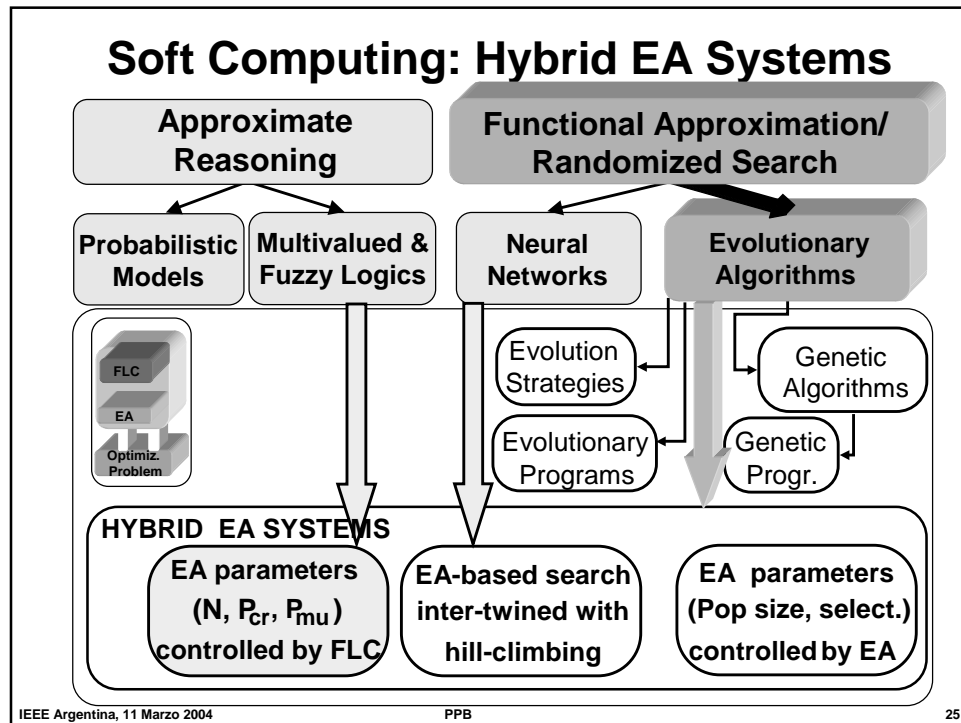 Soft Computing: Hybrid EA Systems
Approximate
Reasoning
Functional Approximation/
Randomized Search
Probabilistic
Models
Multivalued &
Fuzzy Logics
Neural
Networks
Evolutionary
Algorithms
FLC
EA
Optimiz.
Problem
Evolution
Strategies
Genetic
Algorithms
Evolutionary
Programs
Genetic
Progr.
HYBRID EA SYSTEMS
EA parameters
(N, Pcr, Pmu)
controlled by FLC
EA-based search
inter-twined with
hill-climbing
EA parameters
(Pop size, select.)
controlled by EA
IEEE Argentina, 11 Marzo 2004 PPB 25